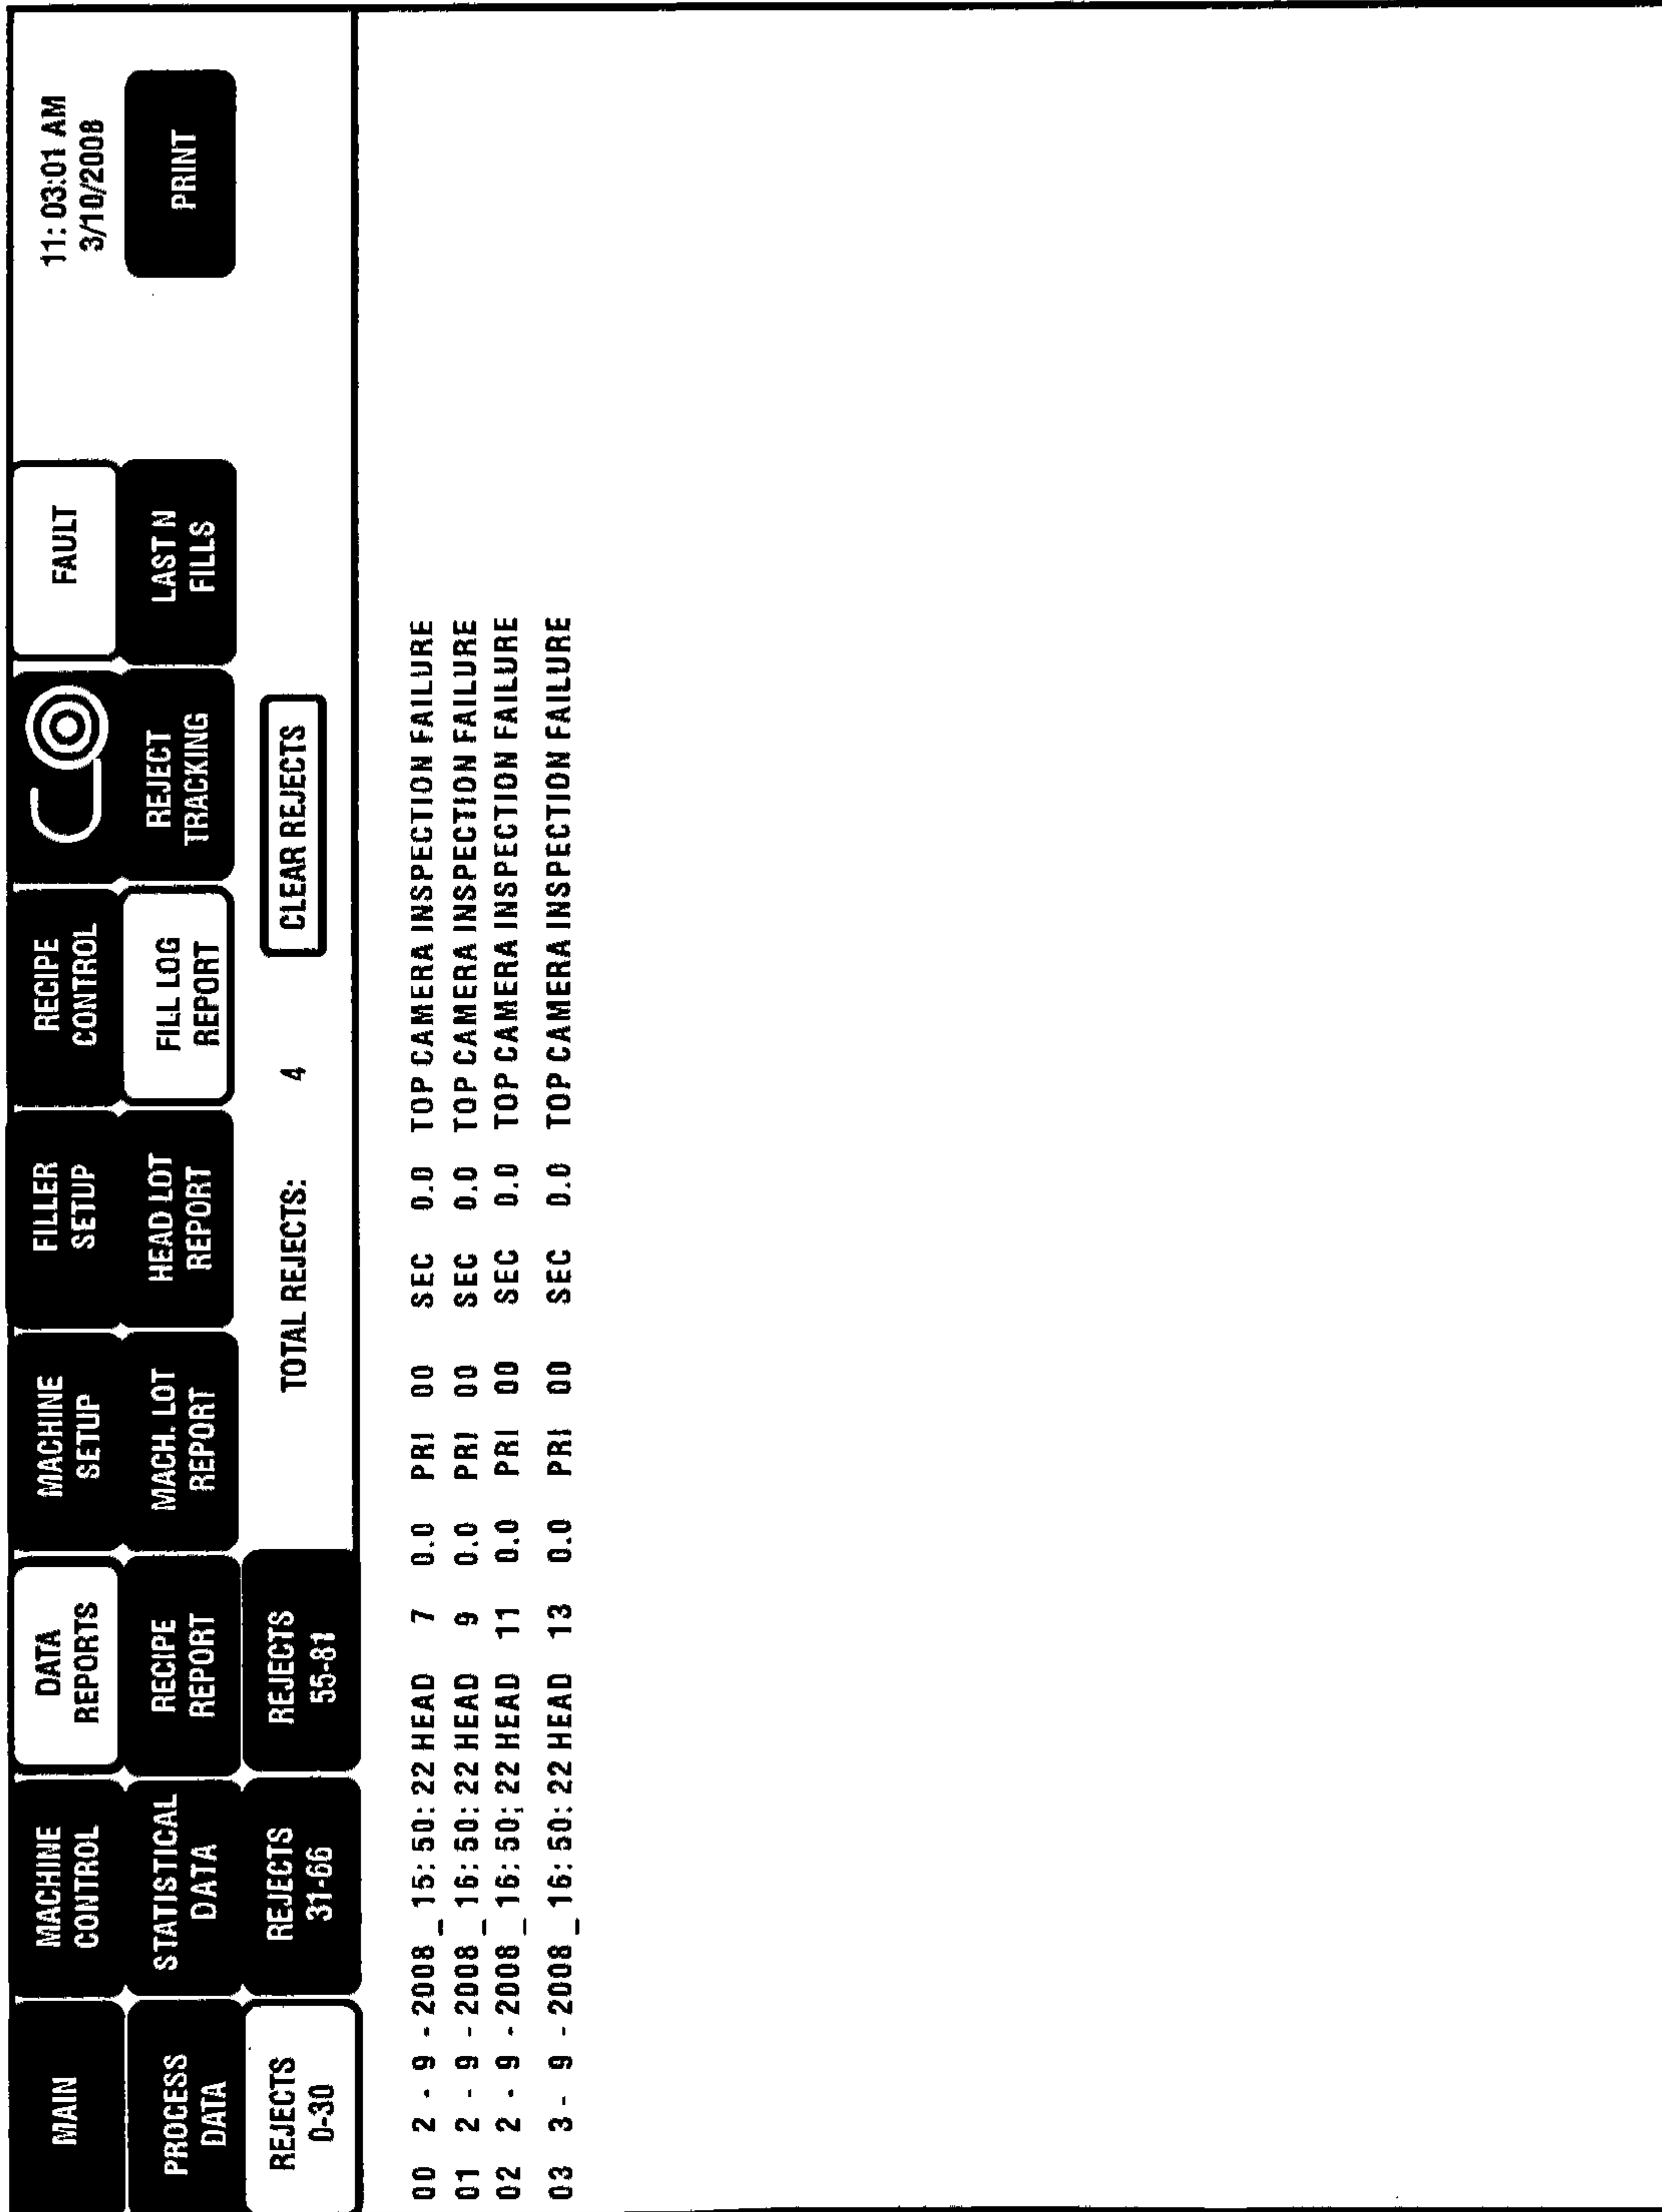 MAIN
MACHINE
CONTROL
DATA
REPORTS
MACHINE
SETUP
FILLER
SETUP
RECIPE
CONTROL
FAULT
11: 03:01 AM
3/10/2008
PROCESS
DATA
STATISTICAL
DATA
RECIPE
REPORT
MACH. LOT
REPORT
HEAD LOT
REPORT
FILL LOG
REPORT
REJECT
TRACKING
LAST N
FILLS
PRINT
REJECTS
0-30
REJECTS
31-66
REJECTS
55-81
TOTAL REJECTS: 4
CLEAR REJECTS
00 2 - 9 - 2008 _ 15: 50: 22 HEAD 7 0.0 PRI 00 SEC 0.0 TOP CAMERA INSPECTION FAILURE
01 2 - 9 - 2008 _ 16: 50: 22 HEAD 9 0.0 PRI 00 SEC 0.0 TOP CAMERA INSPECTION FAILURE
02 2 - 9 - 2008 _ 16: 50; 22 HEAD 11 0.0 PRI 00 SEC 0.0 TOP CAMERA INSPECTION FAILURE
03 3 - 9 - 2008 _ 16: 50: 22 HEAD 13 0.0 PRI 00 SEC 0.0 TOP CAMERA INSPECTION FAILURE